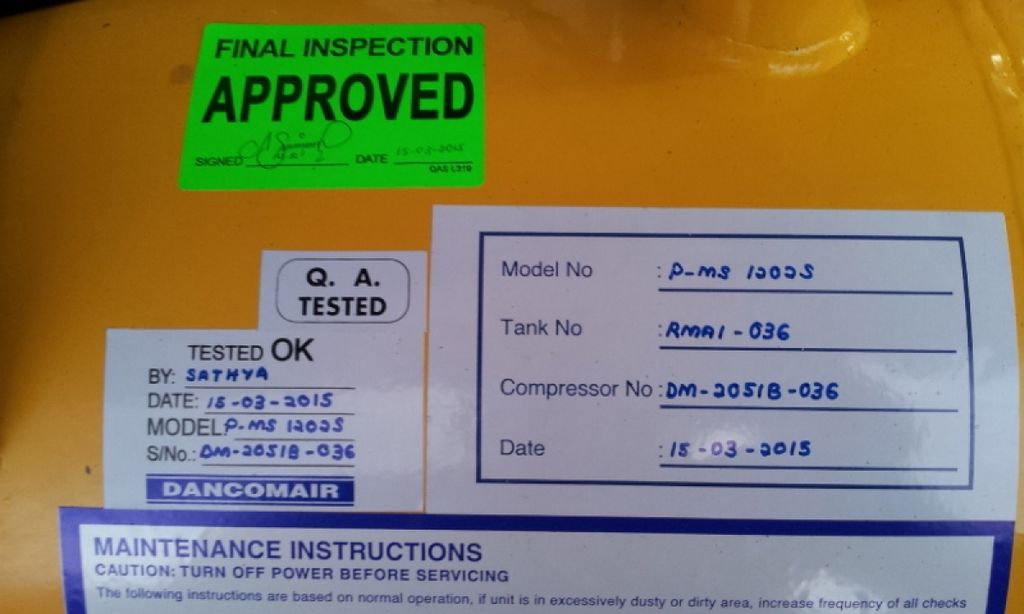 FINAL INSPECTION
APPROVED
SIGNED DATE 15-03-2015
QAS L319
Q. A.
TESTED
TESTED OK
BY: SATHYA
DATE: 15-03-2015
MODEL: P-MS 1202S
S/No.: DM-2051B-036
DANCOMAIR
Model No : P-MS 1202S
Tank No : RMA1-036
Compressor No : DM-2051B-036
Date : 15-03-2015
MAINTENANCE INSTRUCTIONS
CAUTION: TURN OFF POWER BEFORE SERVICING
The following instructions are based on normal operation, if unit is in excessively dusty or dirty area, increase frequency of all checks